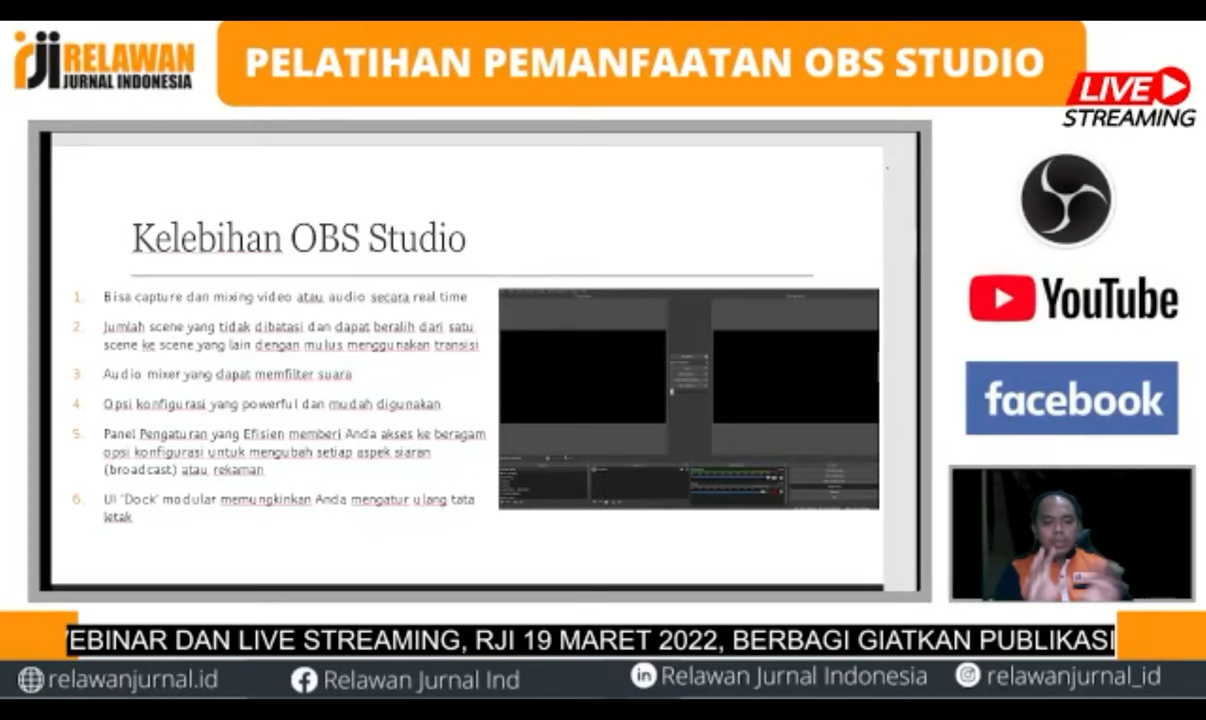 RELAWAN
JURNAL INDONESIA
PELATIHAN PEMANFAATAN OBS STUDIO
LIVE
STREAMING
Kelebihan OBS Studio
1. Bisa capture dan mixing video atau audio secara real time
2. Jumlah scene yang tidak dibatasi dan dapat beralih dari satu
scene ke scene yang lain dengan mulus menggunakan transisi
3. Audio mixer yang dapat memfilter suara
4. Opsi konfigurasi yang powerful dan mudah digunakan
5. Panel Pengaturan yang Efisien memberi Anda akses ke beragam
opsi konfigurasi untuk mengubah setiap aspek siaran
(broadcast) atau rekaman
6. UI 'Dock' modular memungkinkan Anda mengatur ulang tata
letak
YouTube
facebook
EBINAR DAN LIVE STREAMING, RJI 19 MARET 2022, BERBAGI GIATKAN PUBLIKASI
relawanjurnal.id
Relawan Jurnal Ind
Relawan Jurnal Indonesia
relawanjurnal_id